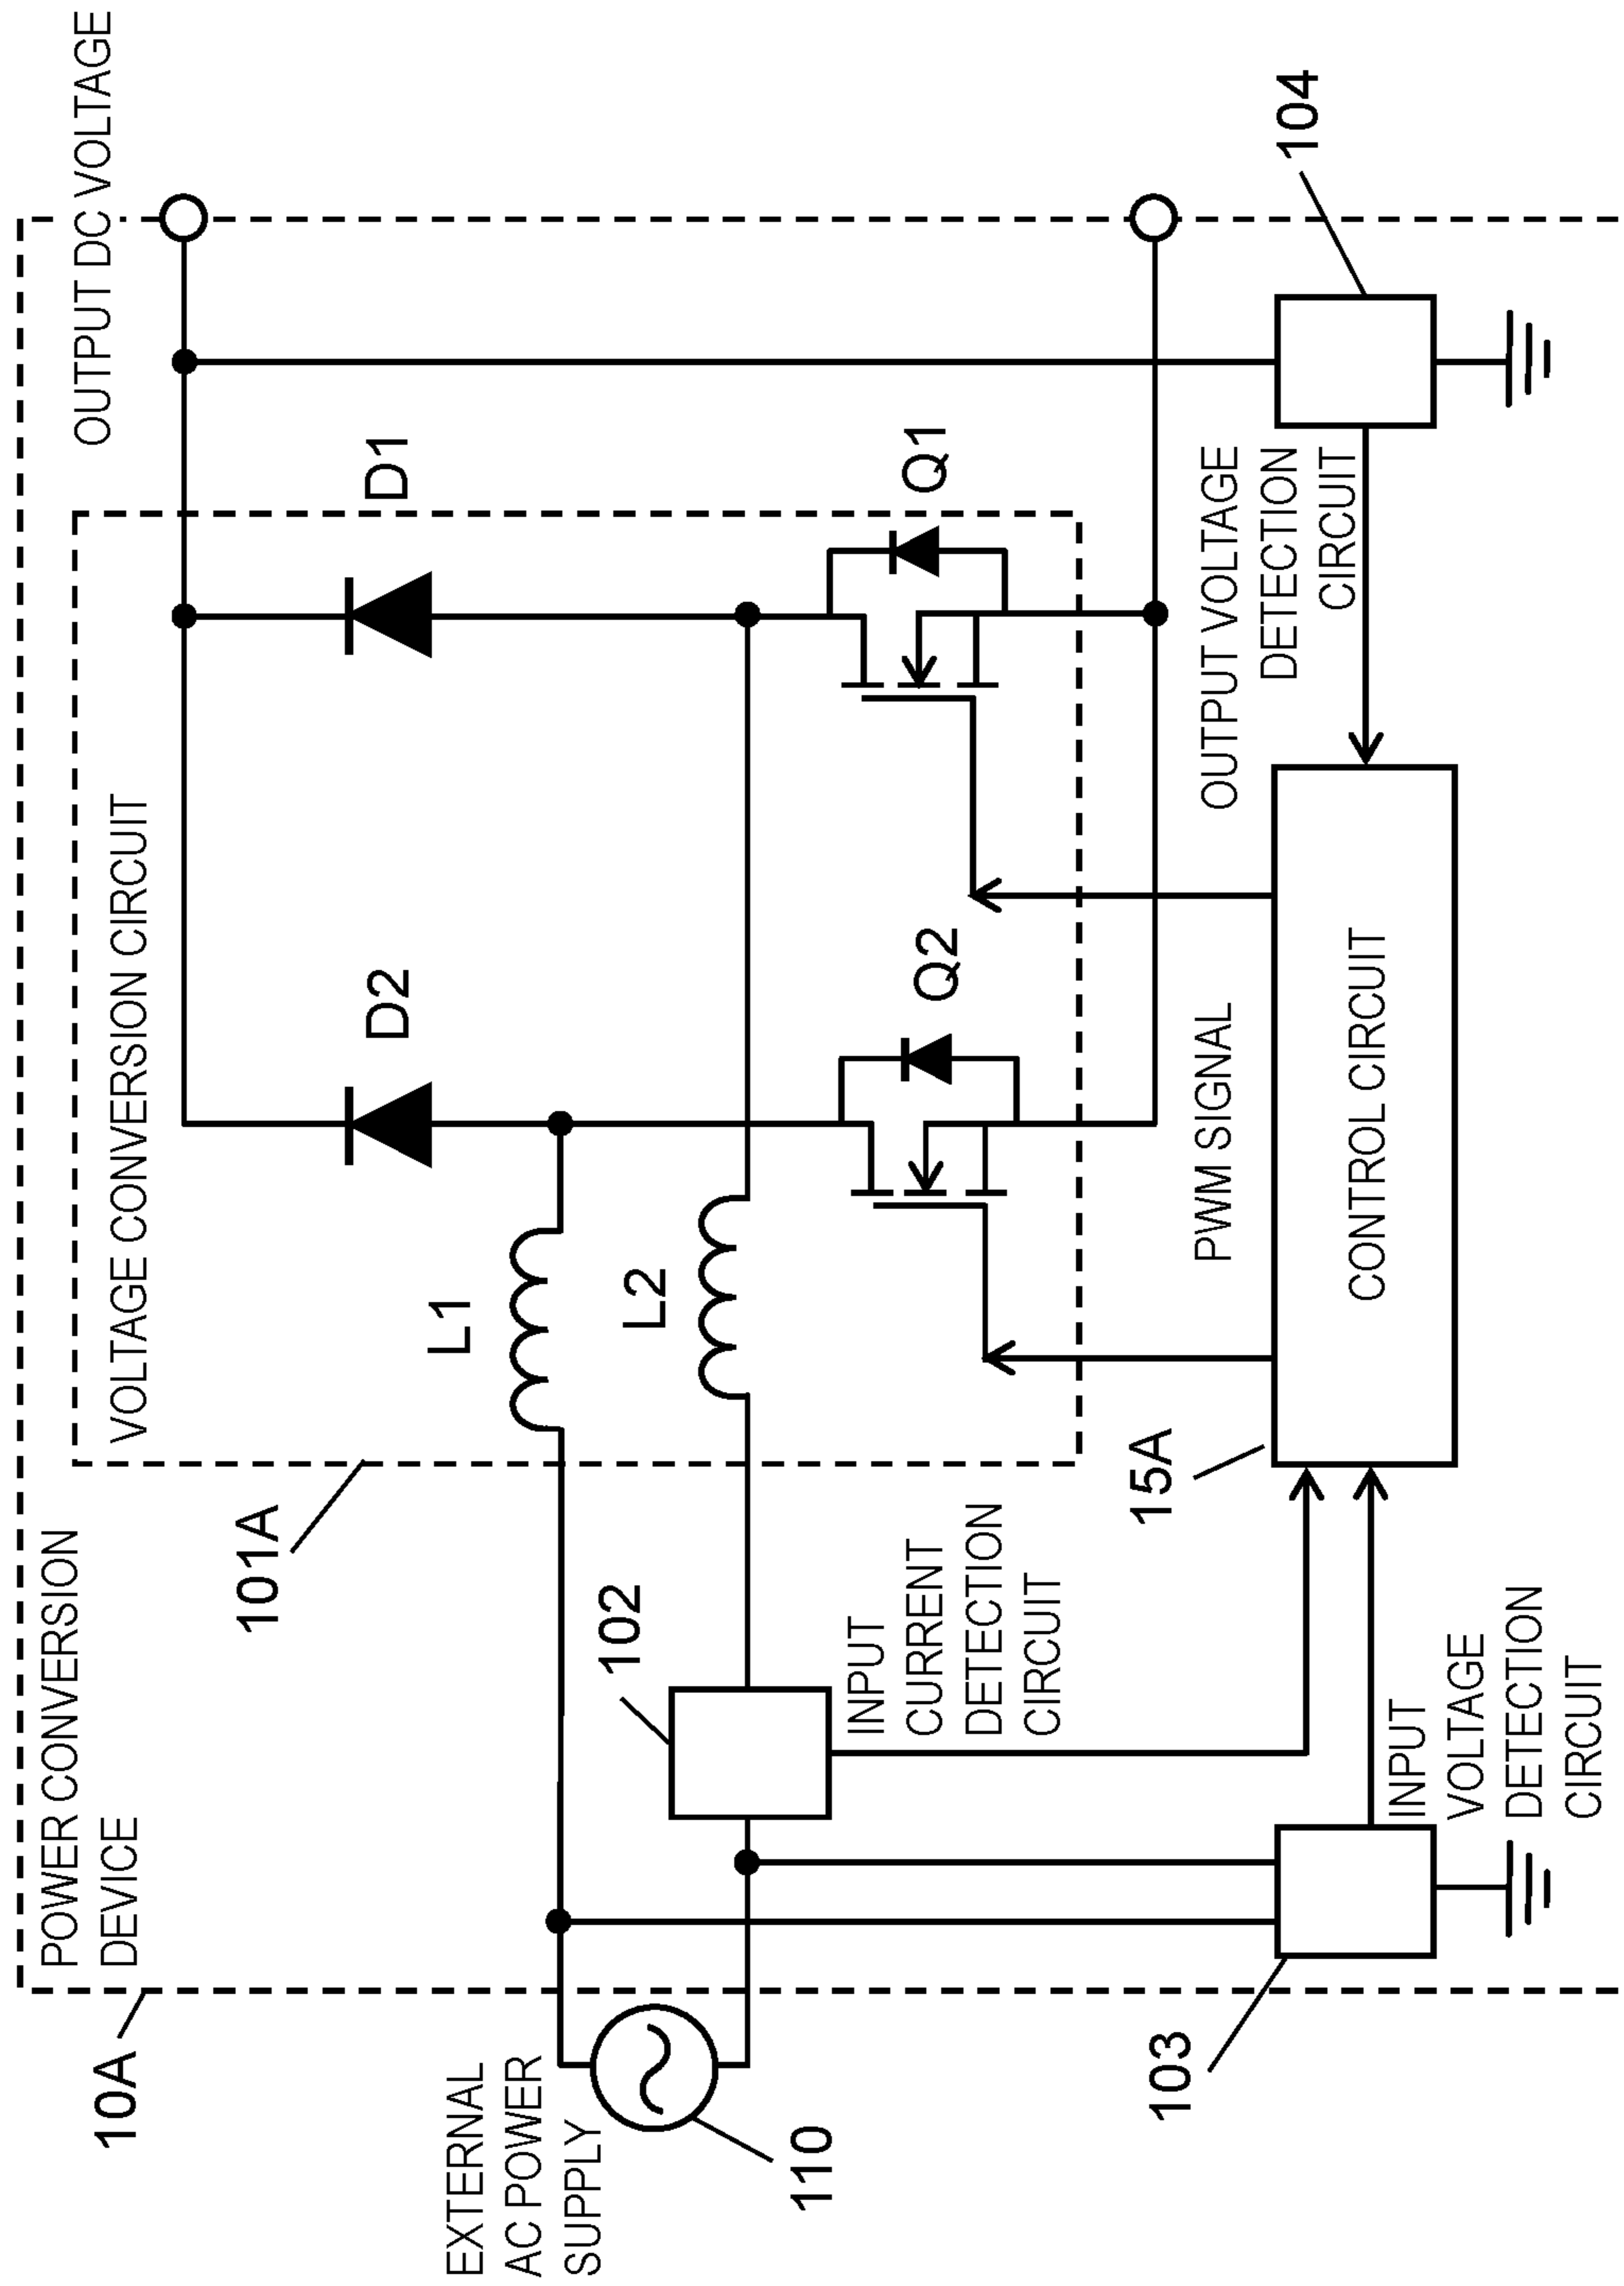 10A
POWER CONVERSION
DEVICE
OUTPUT DC VOLTAGE
101A
VOLTAGE CONVERSION CIRCUIT
D2
D1
L1
L2
EXTERNAL
AC POWER
SUPPLY
110
102
INPUT
CURRENT
DETECTION
CIRCUIT
Q2
Q1
15A
PWM SIGNAL
OUTPUT VOLTAGE
DETECTION
CIRCUIT
104
103
INPUT
VOLTAGE
DETECTION
CIRCUIT
CONTROL CIRCUIT